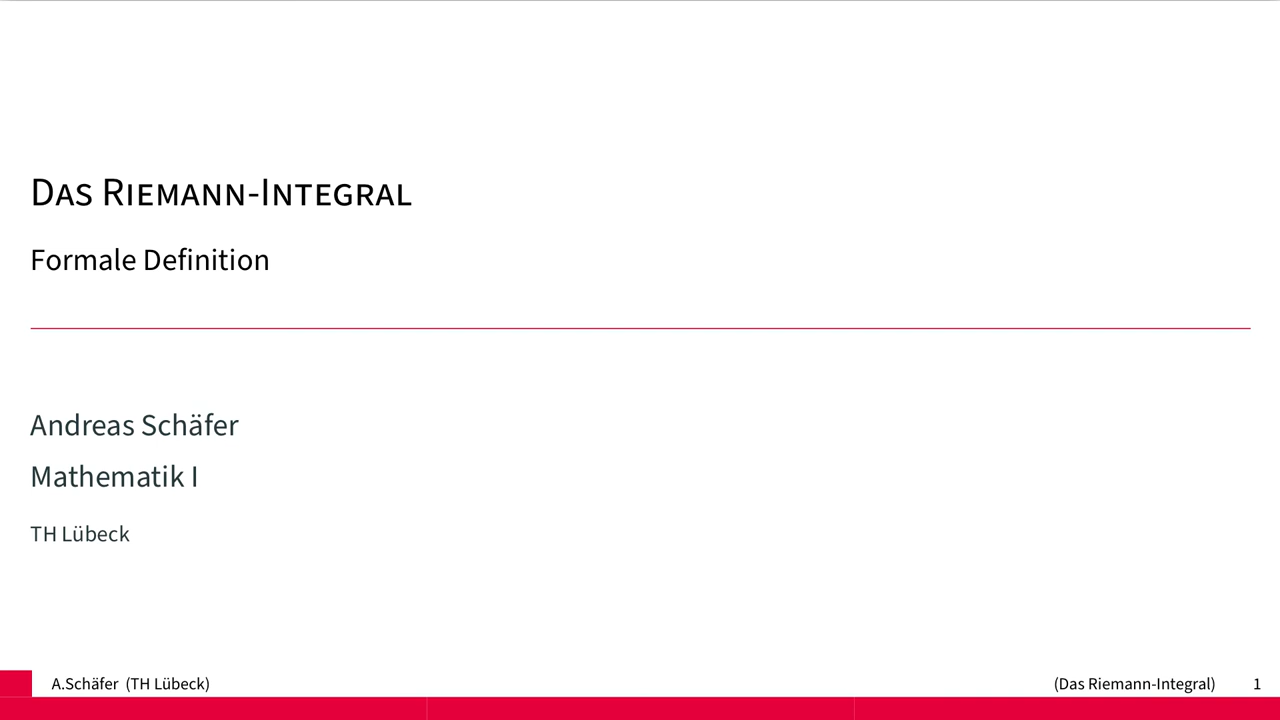 Das Riemann-Integral
Formale Definition
Andreas Schäfer
Mathematik I
TH Lübeck
A.Schäfer (TH Lübeck) (Das Riemann-Integral) 1